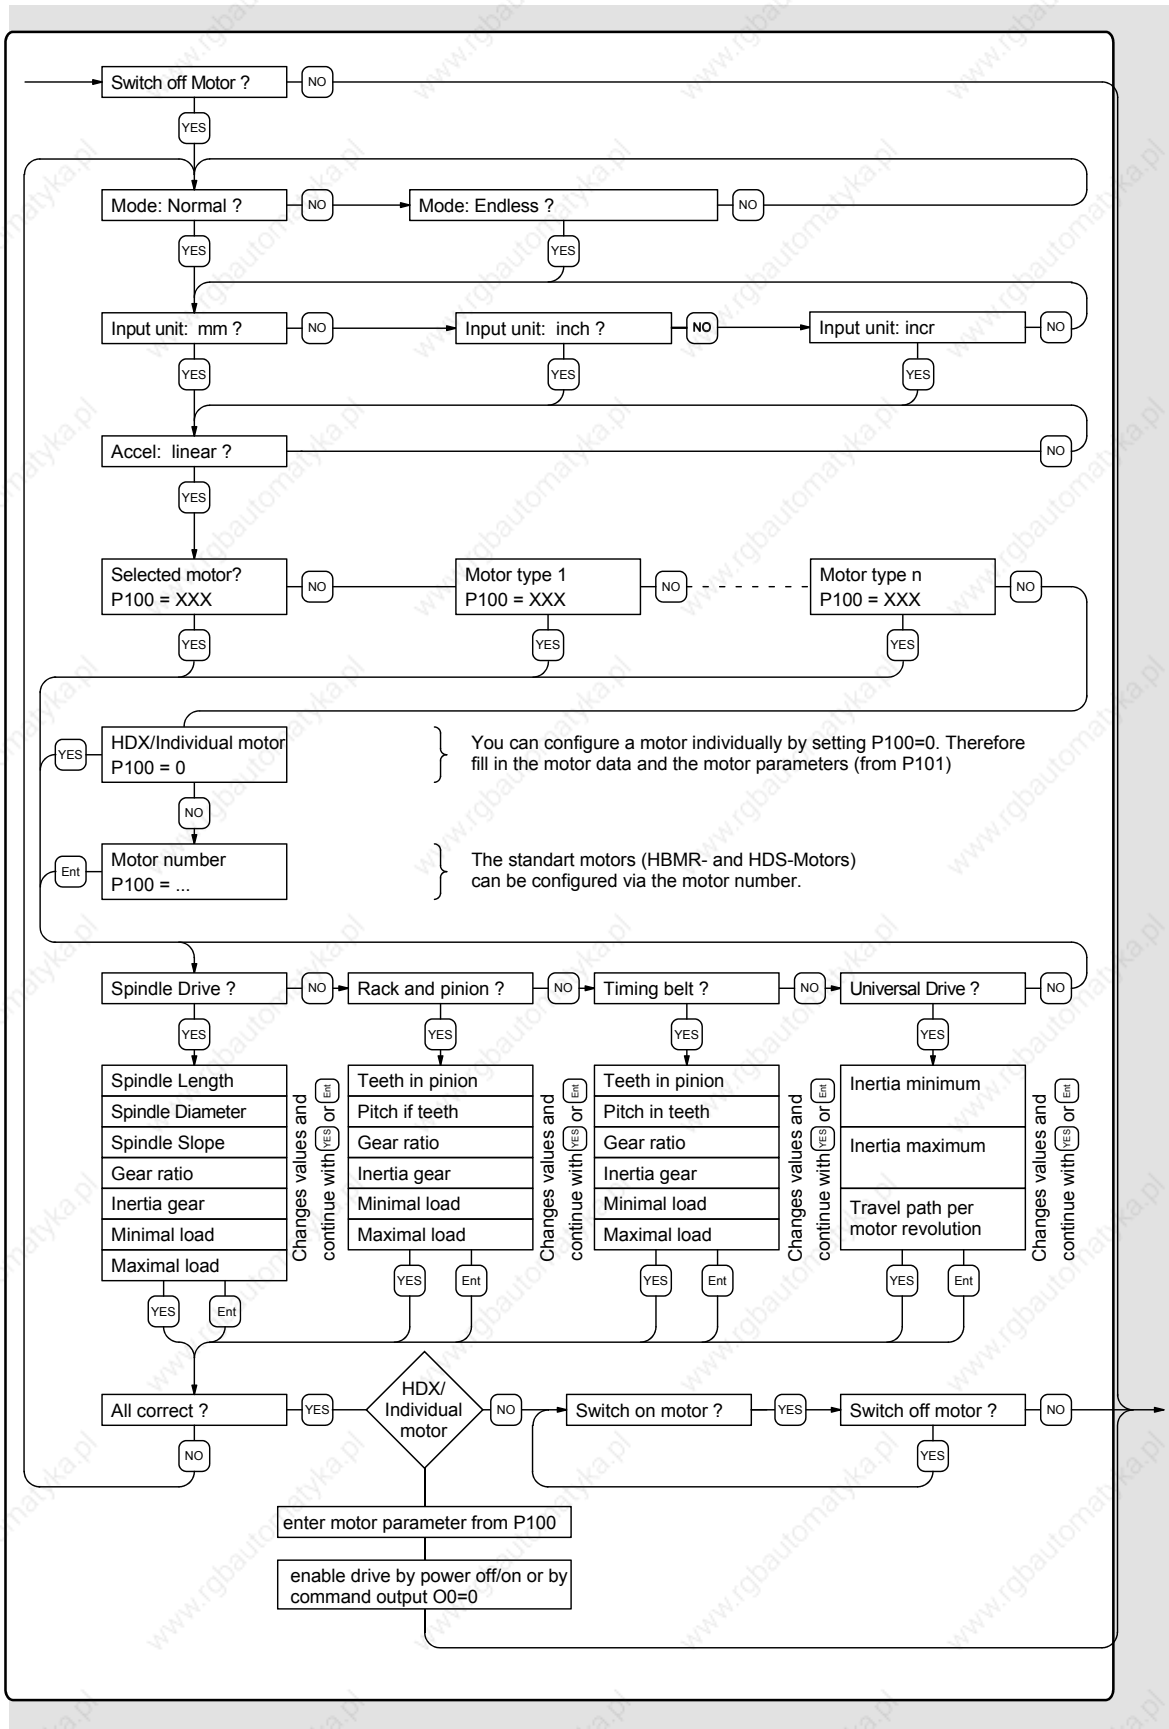 Switch off Motor ? NO
YES
Mode: Normal ? NO Mode: Endless ? NO
YES YES
Input unit: mm ? NO Input unit: inch ? NO Input unit: incr NO
YES YES YES
Accel: linear ? NO
YES
Selected motor?
P100 = XXX
NO
Motor type 1
P100 = XXX
NO
Motor type n
P100 = XXX
NO
YES YES YES
YES
HDX/Individual motor
P100 = 0
You can configure a motor individually by setting P100=0. Therefore
fill in the motor data and the motor parameters (from P101)
NO
Ent
Motor number
P100 = ...
The standart motors (HBMR- and HDS-Motors)
can be configured via the motor number.
Spindle Drive ? NO Rack and pinion ? NO Timing belt ? NO Universal Drive ? NO
YES YES YES YES
Spindle Length
Spindle Diameter
Spindle Slope
Gear ratio
Inertia gear
Minimal load
Maximal load
Changes values and
continue with YES or Ent
YES Ent
Teeth in pinion
Pitch if teeth
Gear ratio
Inertia gear
Minimal load
Maximal load
Changes values and
continue with YES or Ent
YES Ent
Teeth in pinion
Pitch in teeth
Gear ratio
Inertia gear
Minimal load
Maximal load
Changes values and
continue with YES or Ent
YES Ent
Inertia minimum
Inertia maximum
Travel path per
motor revolution
Changes values and
continue with YES or Ent
YES Ent
All correct ? YES
HDX/
Individual
motor
NO Switch on motor ? YES Switch off motor ? NO
NO YES
enter motor parameter from P100
enable drive by power off/on or by
command output O0=0
www.rgbautomatyka.pl